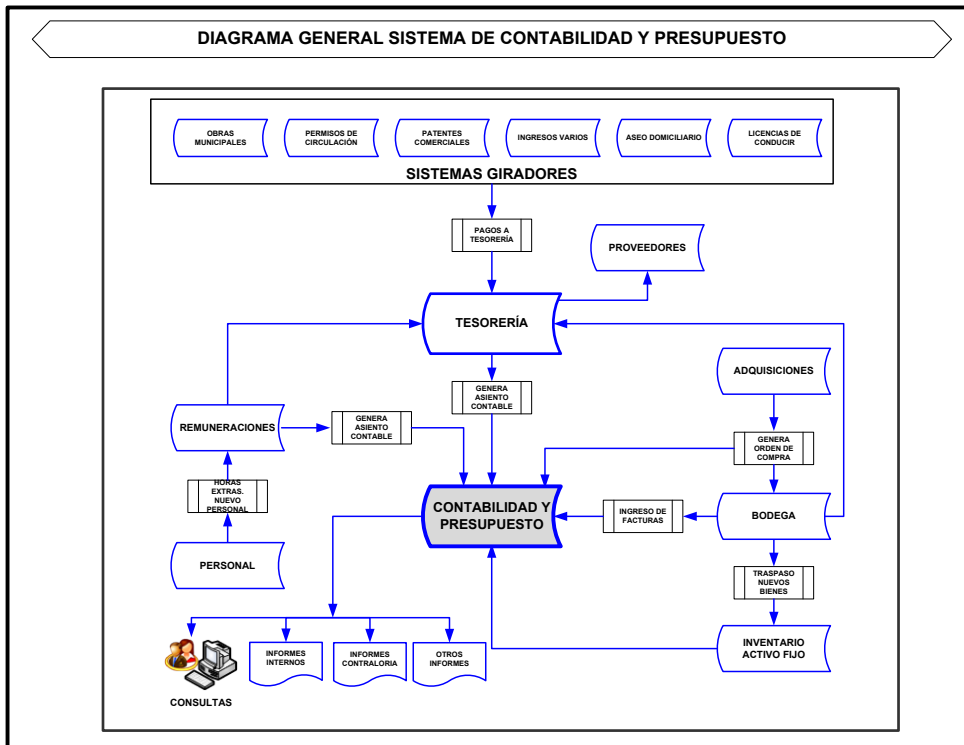 DIAGRAMA GENERAL SISTEMA DE CONTABILIDAD Y PRESUPUESTO
OBRAS
MUNICIPALES
PERMISOS DE
CIRCULACIÓN
PATENTES
COMERCIALES
INGRESOS VARIOS
ASEO DOMICILIARIO
LICENCIAS DE
CONDUCIR
SISTEMAS GIRADORES
PAGOS A
TESORERÍA
PROVEEDORES
TESORERÍA
ADQUISICIONES
GENERA
ASIENTO
CONTABLE
REMUNERACIONES
GENERA
ASIENTO
CONTABLE
GENERA
ORDEN DE
COMPRA
HORAS
EXTRAS.
NUEVO
PERSONAL
CONTABILIDAD Y
PRESUPUESTO
INGRESO DE
FACTURAS
BODEGA
PERSONAL
TRASPASO
NUEVOS
BIENES
INFORMES
INTERNOS
INFORMES
CONTRALORIA
OTROS
INFORMES
INVENTARIO
ACTIVO FIJO
CONSULTAS